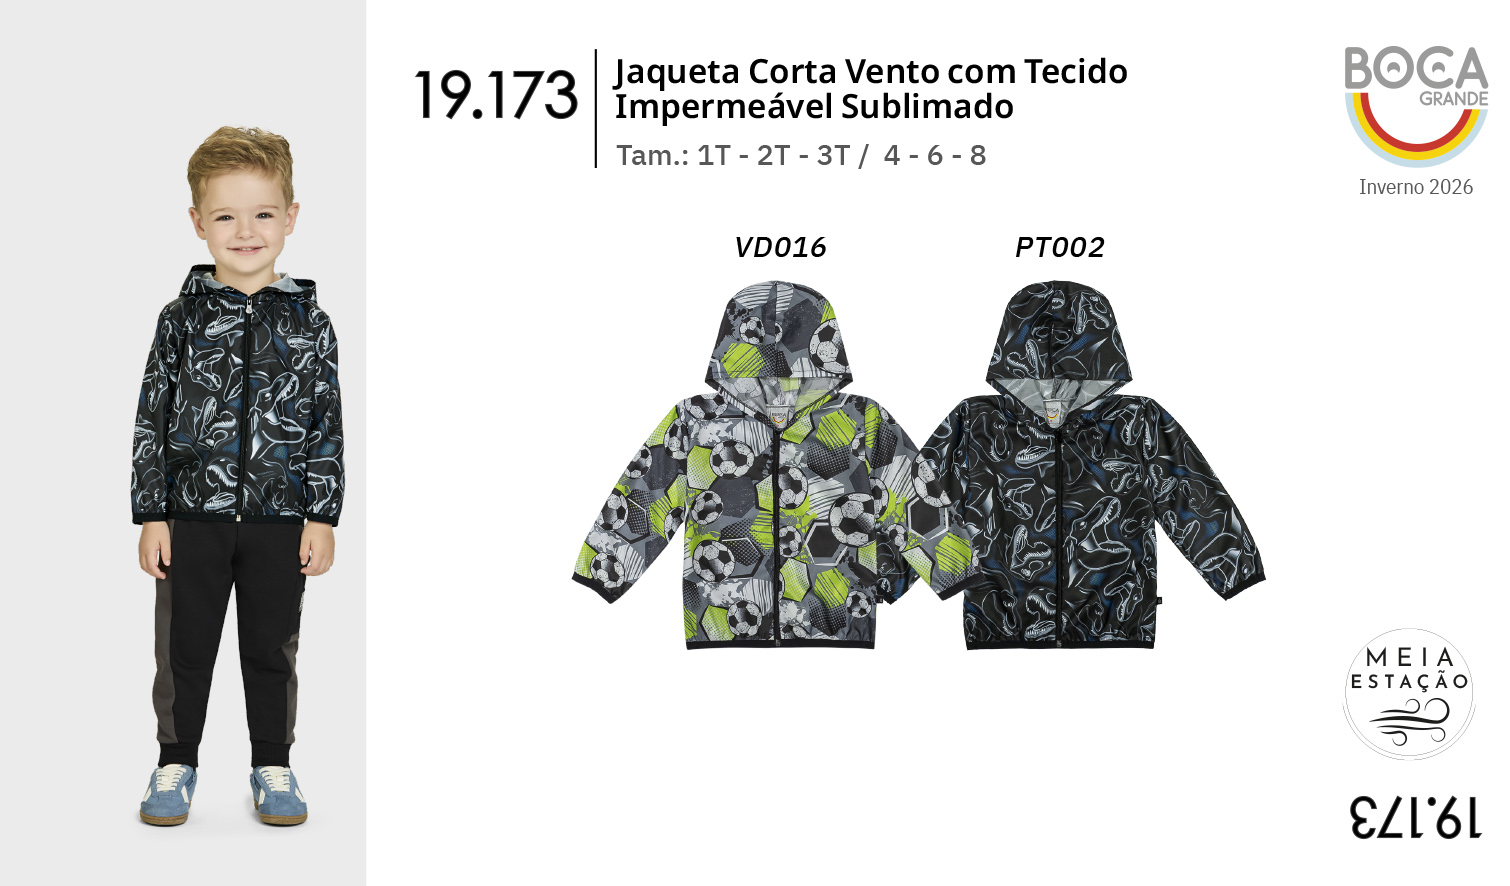 19.173
Jaqueta Corta Vento com Tecido
Impermeável Sublimado
Tam.: 1T - 2T - 3T / 4 - 6 - 8
BOCA
GRANDE
Inverno 2026
VD016
PT002
MEIA
ESTAÇÃO
19.173